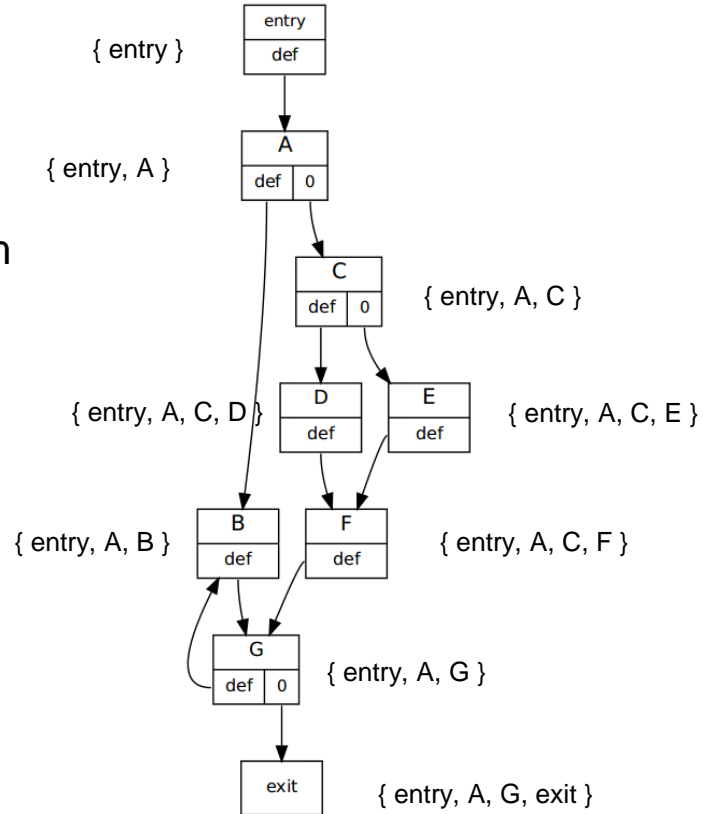 entry
{ entry }
def
A
{ entry, A }
def 0
n
C
{ entry, A, C }
def 0
D
E
{ entry, A, C, D }
{ entry, A, C, E }
def
def
B
F
{ entry, A, B }
{ entry, A, C, F }
def
def
G
{ entry, A, G }
def 0
exit
{ entry, A, G, exit }